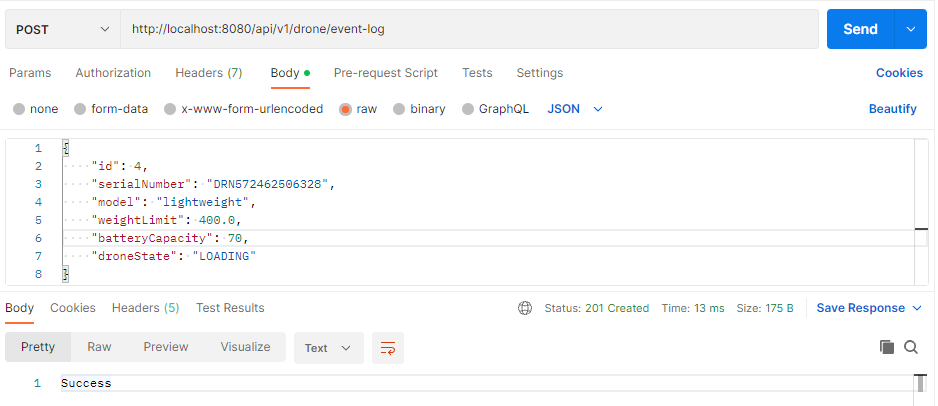 POST http://localhost:8080/api/v1/drone/event-log Send
Params Authorization Headers (7) Body Pre-request Script Tests Settings Cookies
none form-data x-www-form-urlencoded raw binary GraphQL JSON Beautify
1 {
2 "id": 4,
3 "serialNumber": "DRN572462506328",
4 "model": "lightweight",
5 "weightLimit": 400.0,
6 "batteryCapacity": 70,
7 "droneState": "LOADING"
8 }
Body Cookies Headers (5) Test Results Status: 201 Created Time: 13 ms Size: 175 B Save Response
Pretty Raw Preview Visualize Text
1 Success